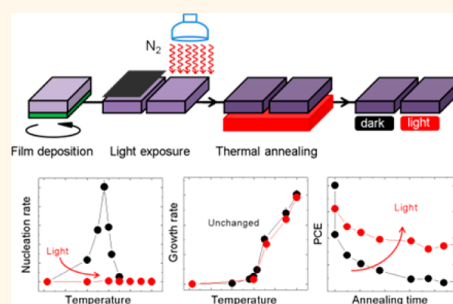 N2
Film deposition
Light exposure
Thermal annealing
dark
light
Nucleation rate
Light
Temperature
Growth rate
Unchanged
Temperature
PCE
Light
Annealing time